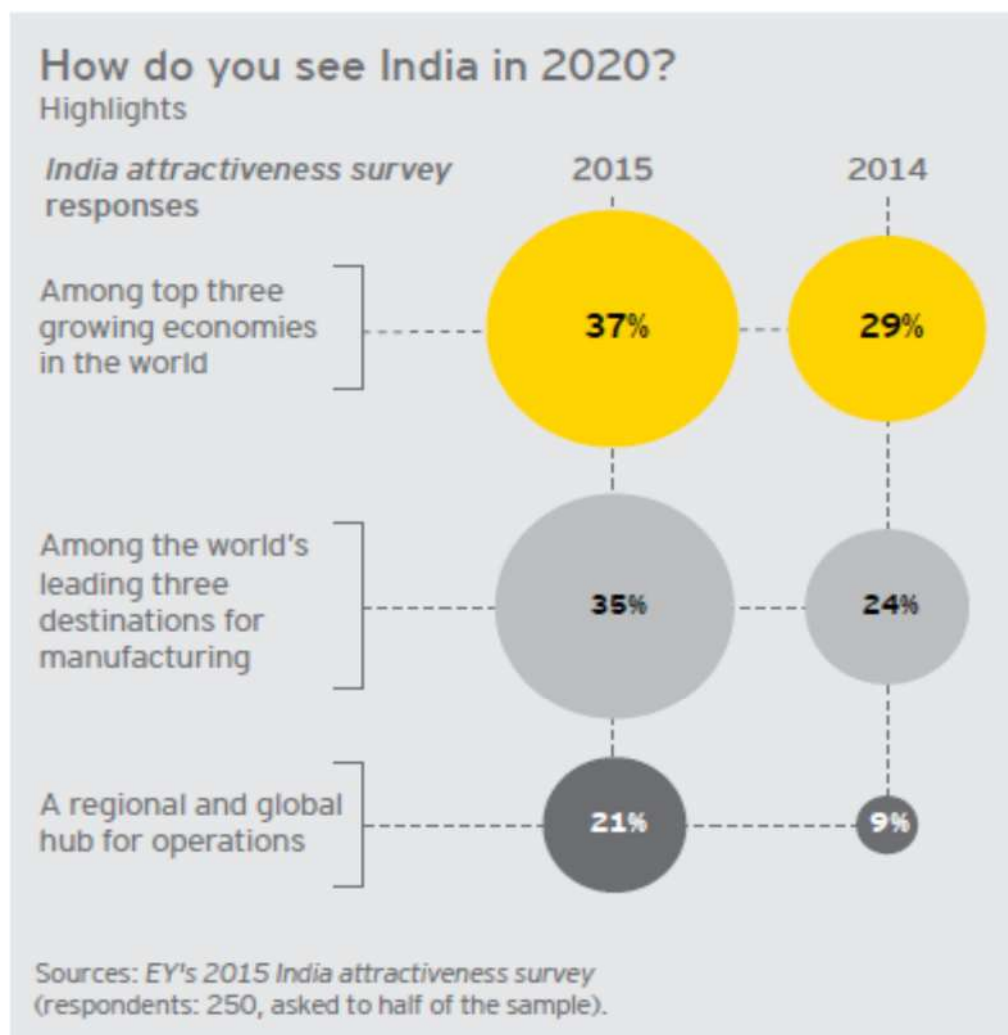 How do you see India in 2020?
Highlights
India attractiveness survey
responses
2015
2014
Among top three
growing economies
in the world
37%
29%
Among the world's
leading three
destinations for
manufacturing
35%
24%
A regional and global
hub for operations
21%
9%
Sources: EY's 2015 India attractiveness survey
(respondents: 250, asked to half of the sample).